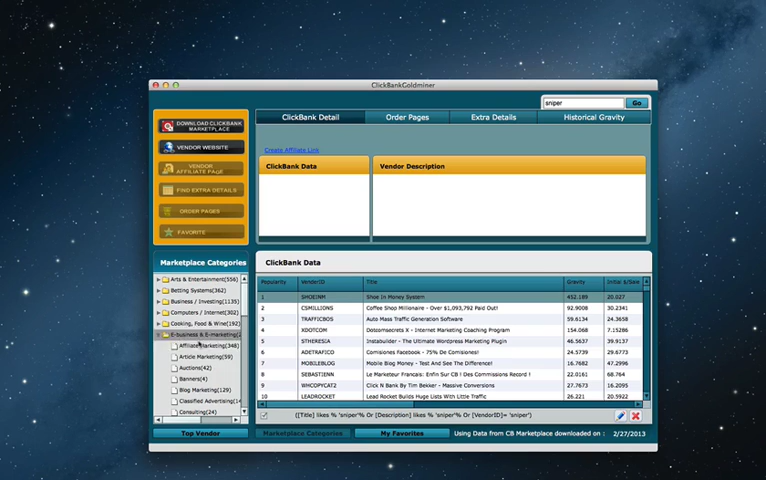 ClickBankGoldminer
sniper
Go
DOWNLOAD CLICKBANK
MARKETPLACE
VENDOR WEBSITE
VENDOR
AFFILIATE PAGE
FIND EXTRA DETAILS
ORDER PAGES
FAVORITE
ClickBank Detail
Order Pages
Extra Details
Historical Gravity
Create Affiliate Link
ClickBank Data
Vendor Description
Marketplace Categories
Arts & Entertainment(556)
Betting Systems(362)
Business / Investing(1135)
Computers / Internet(302)
Cooking, Food & Wine(192)
E-business & E-marketing(2
Affiliate Marketing(348)
Article Marketing(59)
Auctions(42)
Banners(4)
Blog Marketing(129)
Classified Advertising(14
Consulting(24)
ClickBank Data
Popularity VendorID Title Gravity Initial $/Sale
1 SHOEINM Shoe In Money System 452.189 20.027
2 CSMILLIONS Coffee Shop Millionaire - Over $1,093,792 Paid Out! 92.9008 30.2341
3 TRAFFICBOS Auto Mass Traffic Generation Software 59.6134 24.3658
4 XDOTCOM Dotcomsecrets X - Internet Marketing Coaching Program 154.068 7.15286
5 STHERESIA Instabuilder - The Ultimate Wordpress Marketing Plugin 46.5637 39.9137
6 ADETRAFICO Comisiones Facebook - 75% De Comisiones! 24.5739 29.6773
7 MOBILEBLOG Mobile Blog Money - Test And See The Difference! 16.7682 47.2996
8 SEBASTIENN Le Marketeur Francais: Enfin Sur CB ! Des Commissions Record ! 22.0161 68.764
9 WHCOPYCAT2 Click N Bank By Tim Bekker - Massive Conversions 27.7673 16.2095
10 LEADROCKET Lead Rocket Builds Huge Lists With Little Traffic 26.221 20.5922
([Title] likes % 'sniper'% Or [Description] likes % 'sniper'% Or [VendorID]= 'sniper')
Top Vendor
Marketplace Categories
My Favorites
Using Data from CB Marketplace downloaded on : 2/27/2013